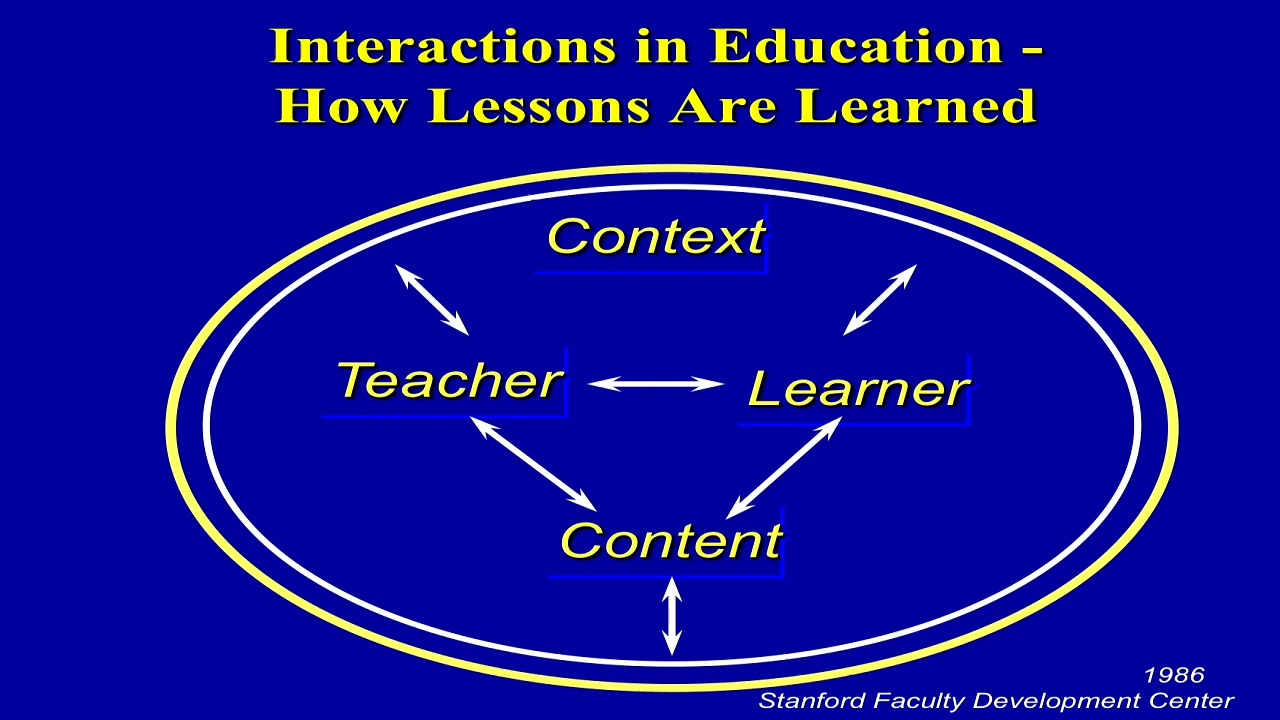 Interactions in Education -
How Lessons Are Learned
Context
Teacher
Learner
Content
1986
Stanford Faculty Development Center